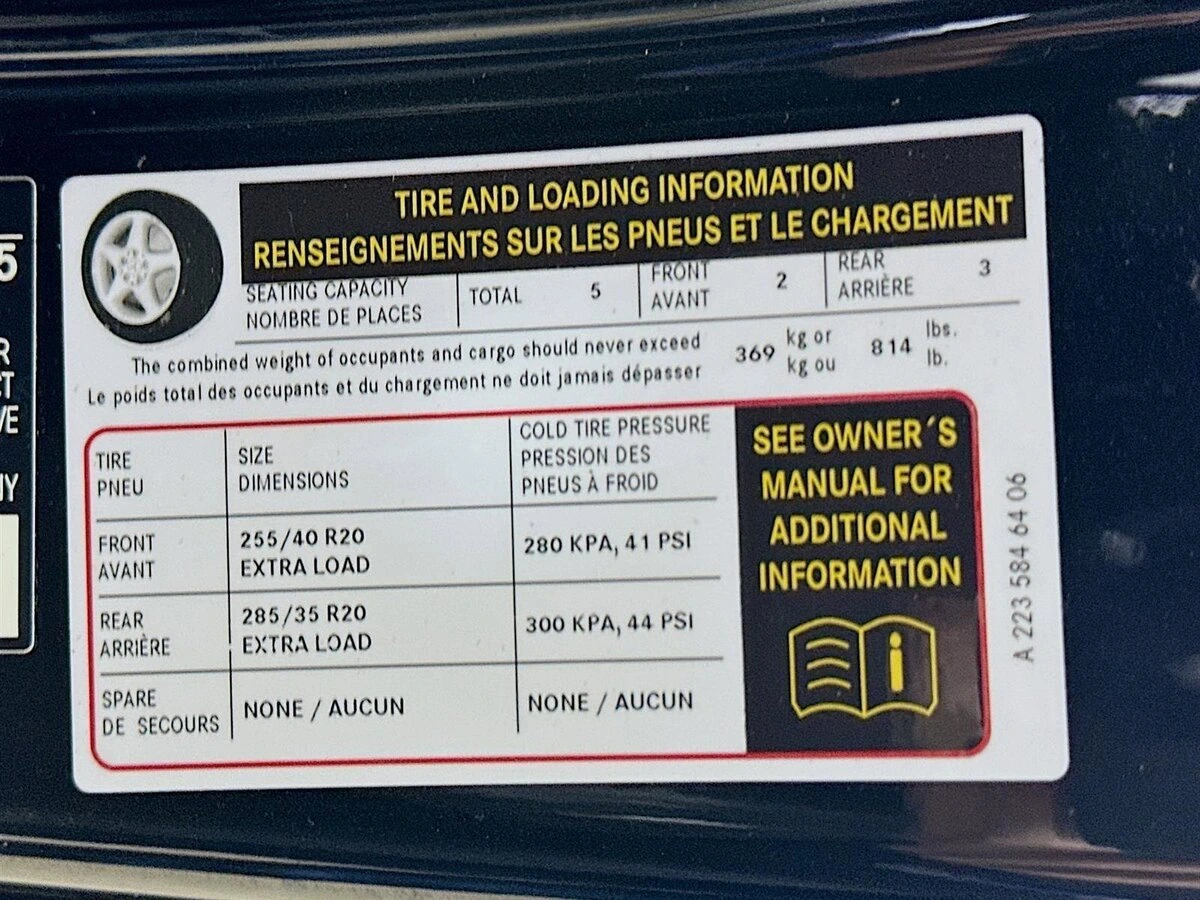 TIRE AND LOADING INFORMATION
RENSEIGNEMENTS SUR LES PNEUS ET LE CHARGEMENT
SEATING CAPACITY
NOMBRE DE PLACES
TOTAL 5
FRONT
AVANT
2
REAR
ARRIÈRE
3
The combined weight of occupants and cargo should never exceed
Le poids total des occupants et du chargement ne doit jamais dépasser
369
kg or
kg ou
814
lbs.
lb.
TIRE
PNEU
SIZE
DIMENSIONS
COLD TIRE PRESSURE
PRESSION DES
PNEUS À FROID
FRONT
AVANT
255/40 R20
EXTRA LOAD
280 KPA, 41 PSI
REAR
ARRIÈRE
285/35 R20
EXTRA LOAD
300 KPA, 44 PSI
SPARE
DE SECOURS
NONE / AUCUN
NONE / AUCUN
SEE OWNER´S
MANUAL FOR
ADDITIONAL
INFORMATION
i
A 223 584 64 06
5